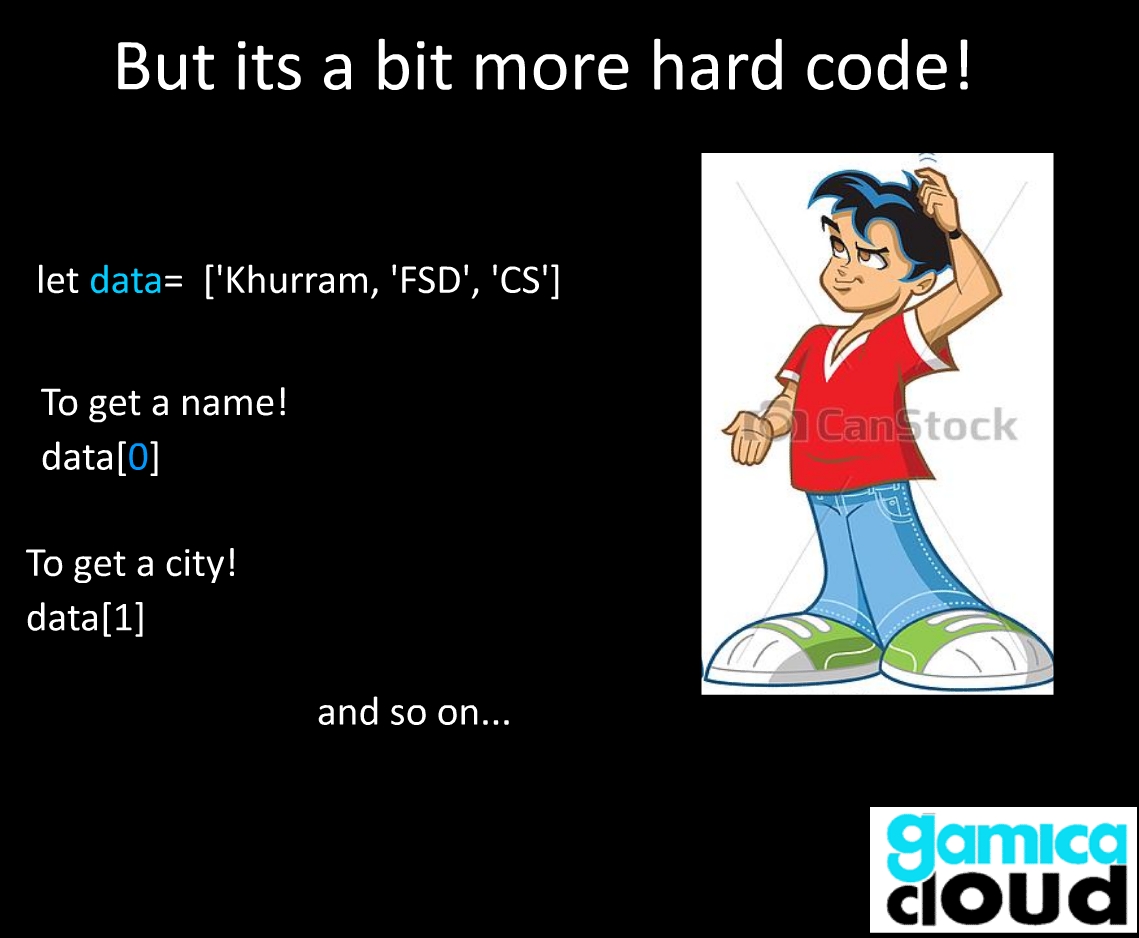 But its a bit more hard code!
let data=  ['Khurram, 'FSD', 'CS']
To get a name!
data[0]
To get a city!
data[1]
and so on...
CanStock
gamica
cloud